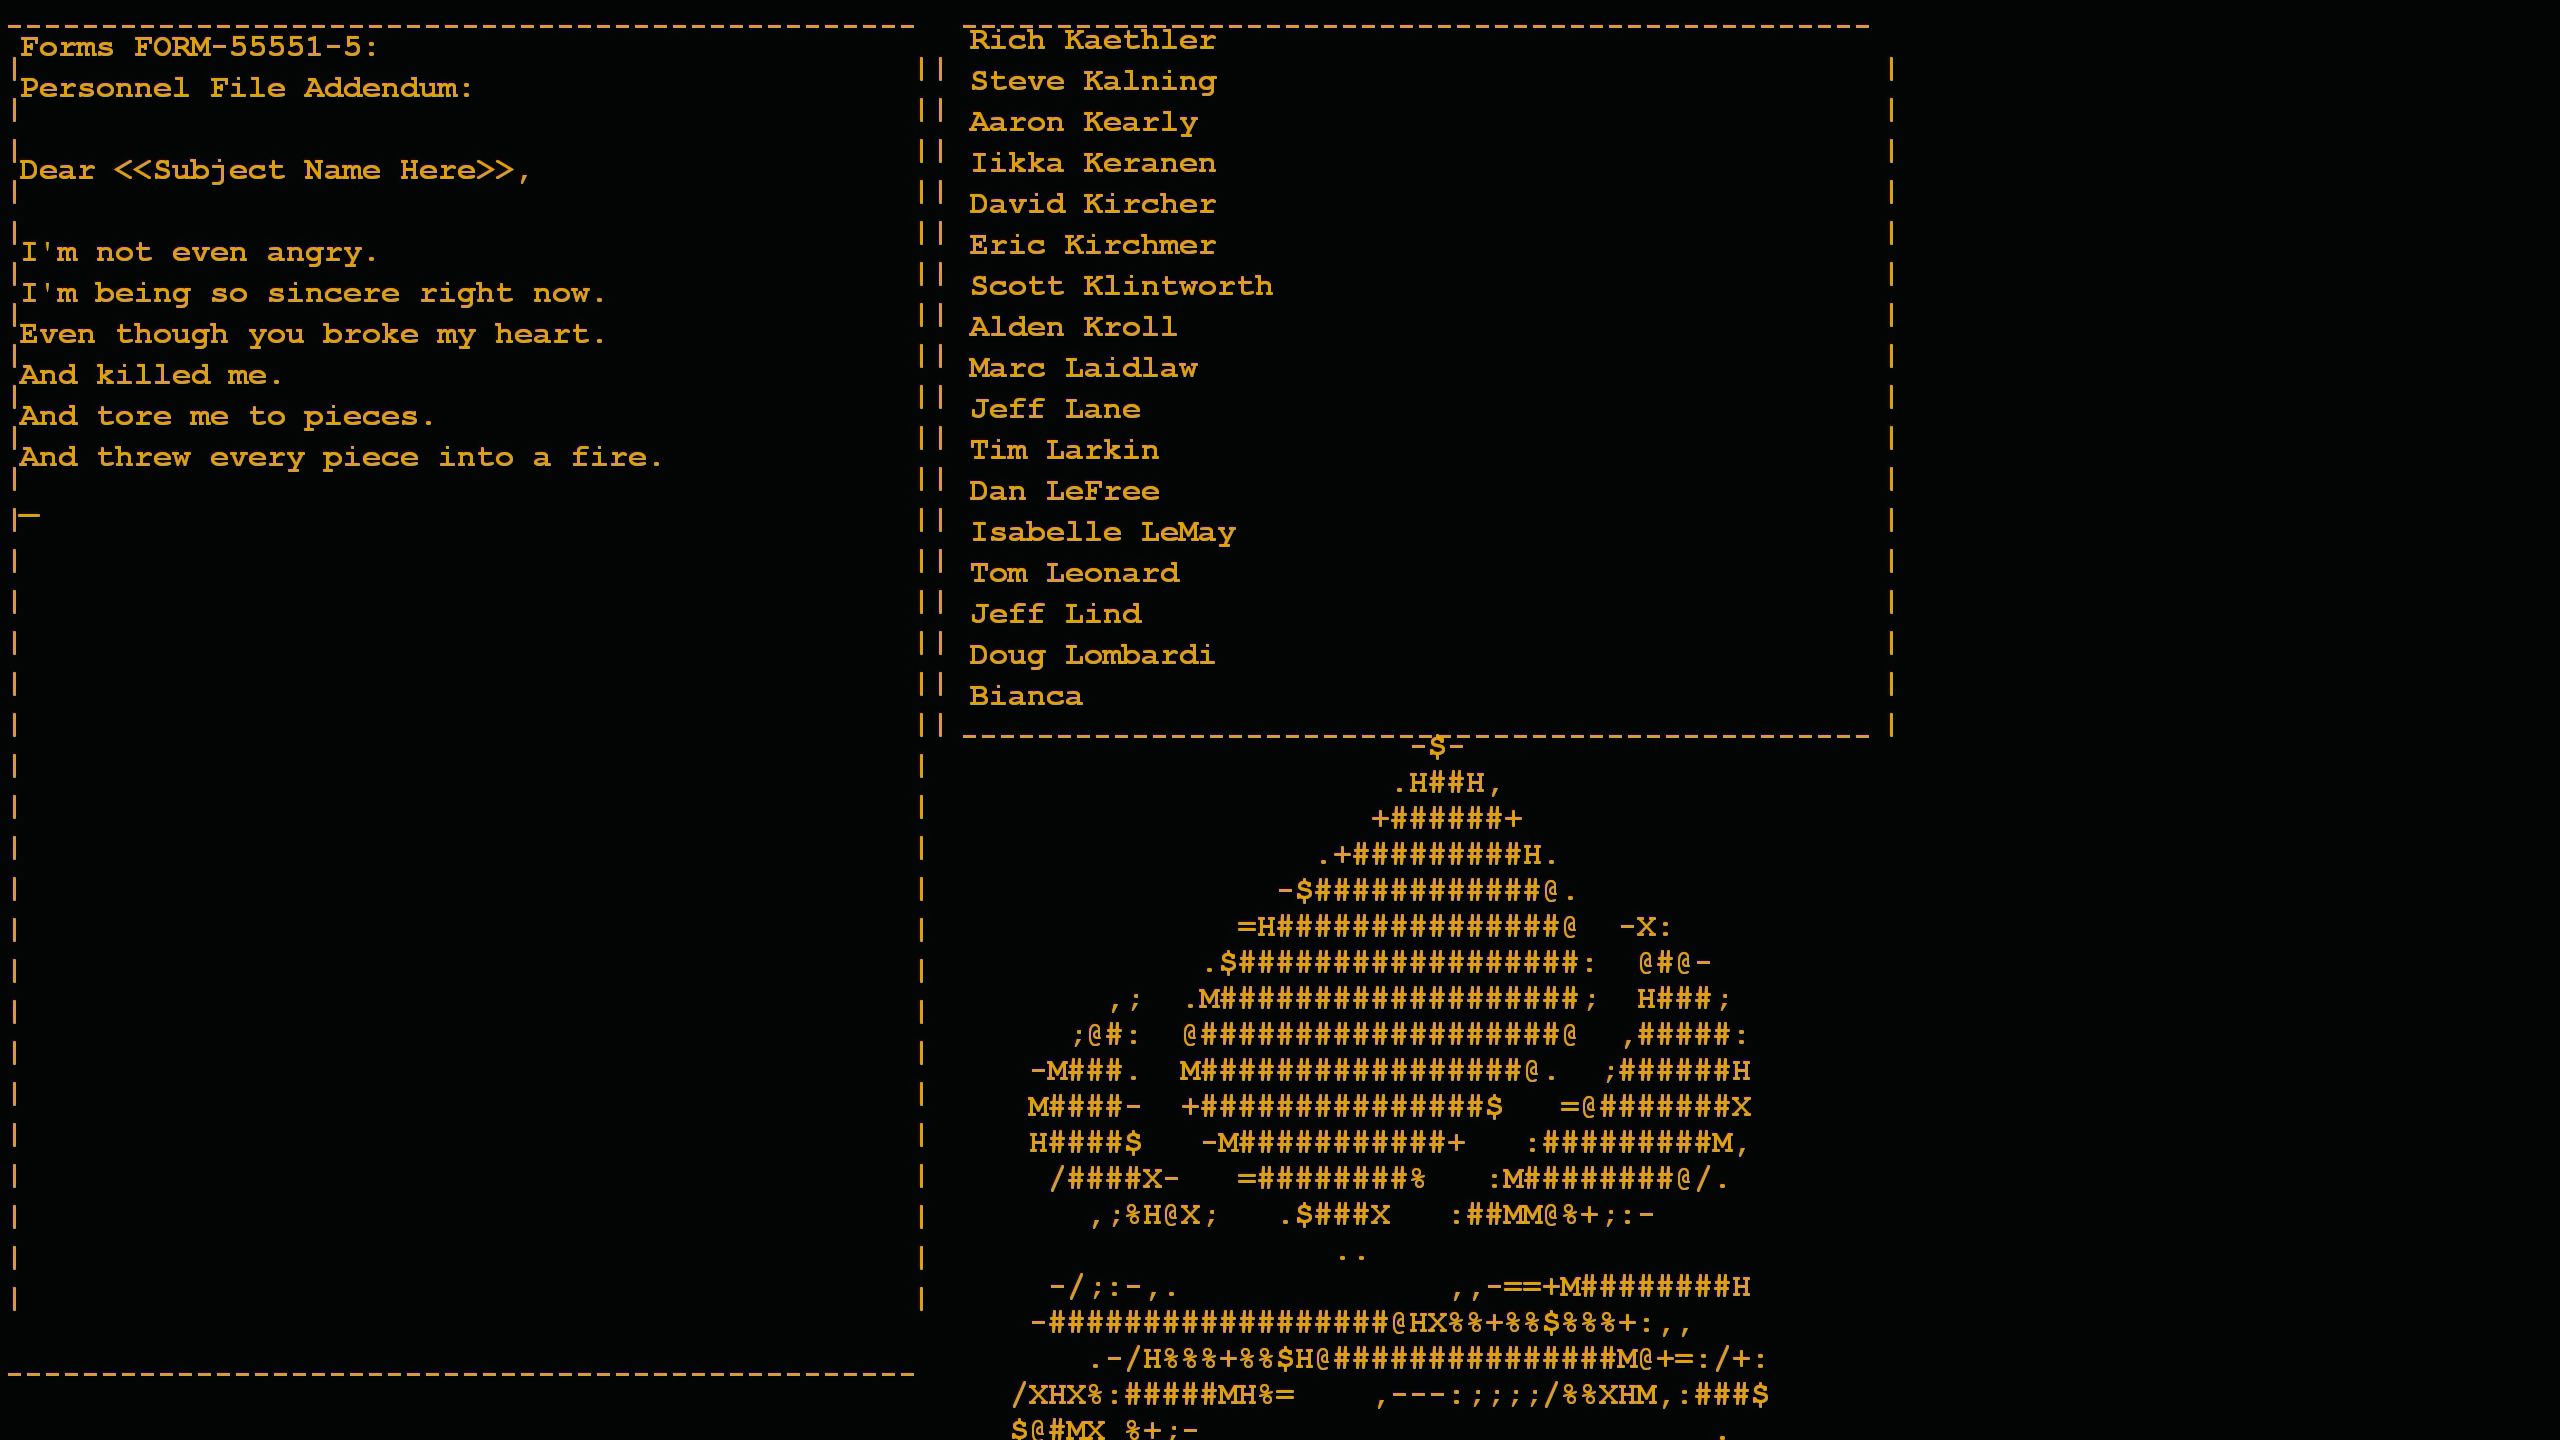 Forms FORM-55551-5:
Personnel File Addendum:
Dear <<Subject Name Here>>,
I'm not even angry.
I'm being so sincere right now.
Even though you broke my heart.
And killed me.
And tore me to pieces.
And threw every piece into a fire.
Rich Kaethler
Steve Kalning
Aaron Kearly
Iikka Keranen
David Kircher
Eric Kirchmer
Scott Klintworth
Alden Kroll
Marc Laidlaw
Jeff Lane
Tim Larkin
Dan LeFree
Isabelle LeMay
Tom Leonard
Jeff Lind
Doug Lombardi
Bianca